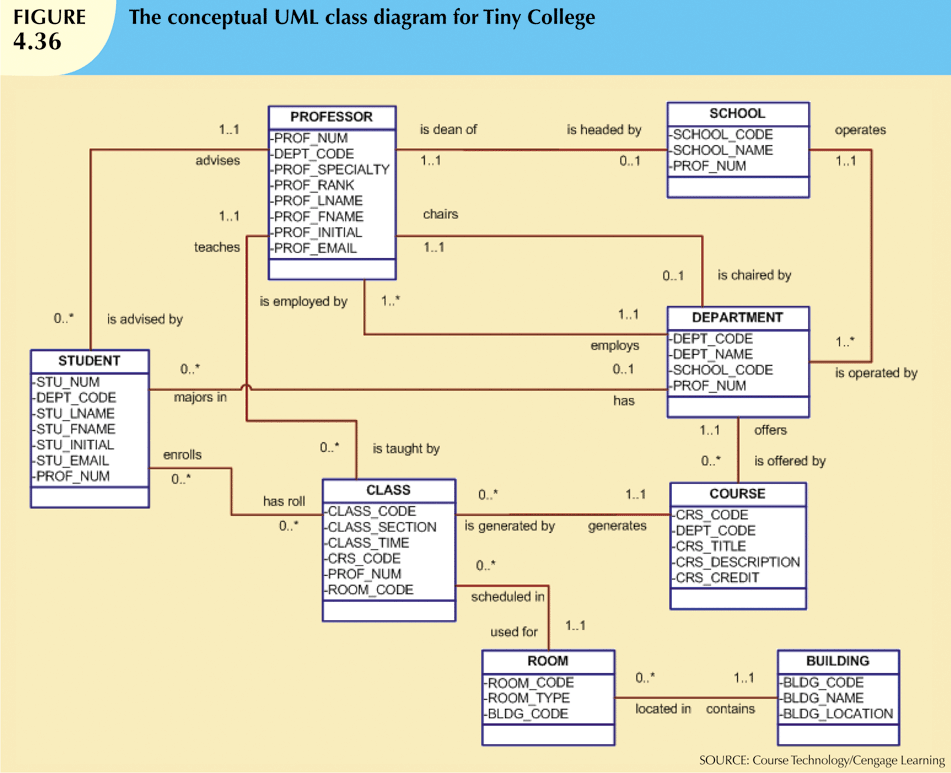 FIGURE
4.36
The conceptual UML class diagram for Tiny College
PROFESSOR
-PROF_NUM
-DEPT_CODE
-PROF_SPECIALTY
-PROF_RANK
-PROF_LNAME
-PROF_FNAME
-PROF_INITIAL
-PROF_EMAIL
SCHOOL
-SCHOOL_CODE
-SCHOOL_NAME
-PROF_NUM
1..1
advises
is dean of
1..1
is headed by
0..1
operates
1..1
1..1
teaches
chairs
1..1
0..1
is chaired by
is employed by
1..*
1..1
employs
0..*
is advised by
DEPARTMENT
-DEPT_CODE
-DEPT_NAME
-SCHOOL_CODE
-PROF_NUM
1..*
is operated by
STUDENT
-STU_NUM
-DEPT_CODE
-STU_LNAME
-STU_FNAME
-STU_INITIAL
-STU_EMAIL
-PROF_NUM
0..*
majors in
0..1
has
1..1
offers
0..*
is offered by
enrolls
0..*
has roll
0..*
0..*
is taught by
CLASS
-CLASS_CODE
-CLASS_SECTION
-CLASS_TIME
-CRS_CODE
-PROF_NUM
-ROOM_CODE
0..*
is generated by
1..1
generates
COURSE
-CRS_CODE
-DEPT_CODE
-CRS_TITLE
-CRS_DESCRIPTION
-CRS_CREDIT
0..*
scheduled in
used for
1..1
ROOM
-ROOM_CODE
-ROOM_TYPE
-BLDG_CODE
0..*
located in
1..1
contains
BUILDING
-BLDG_CODE
-BLDG_NAME
-BLDG_LOCATION
SOURCE: Course Technology/Cengage Learning